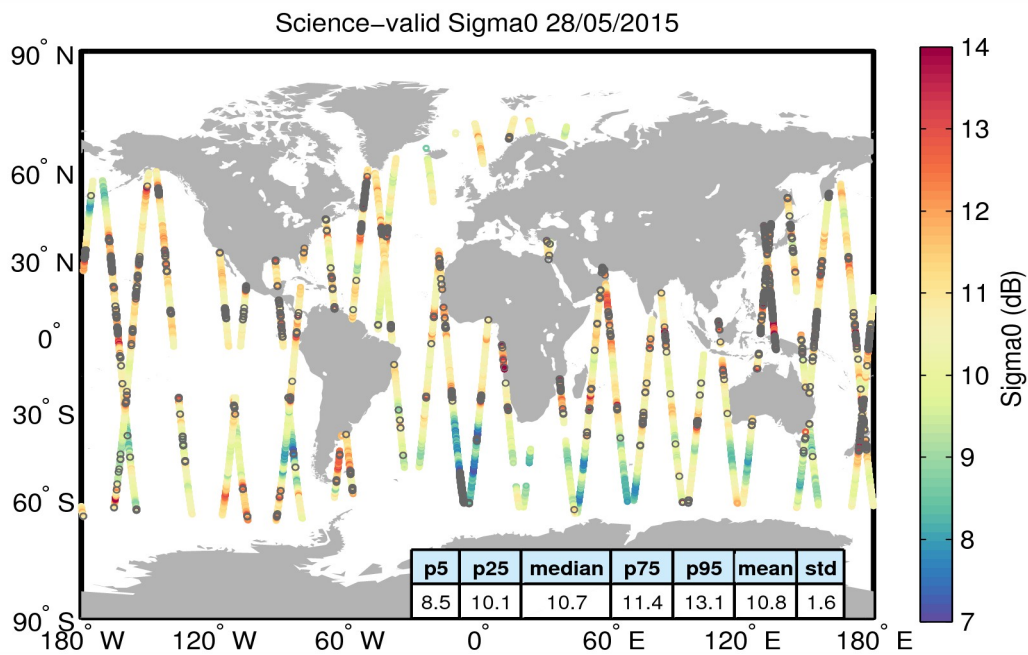 Science−valid Sigma0 28/05/2015
90° N
60° N
30° N
0°
30° S
60° S
90° S
180° W
120° W
60° W
0°
60° E
120° E
180° E
14
13
12
11
10
9
8
7
Sigma0 (dB)
p5 p25 median p75 p95 mean std
8.5 10.1 10.7 11.4 13.1 10.8 1.6